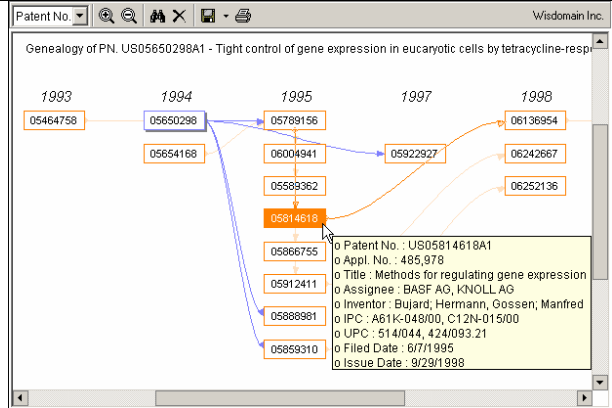 Patent No.
Wisdomain Inc.
Genealogy of PN. US05650298A1 - Tight control of gene expression in eucaryotic cells by tetracycline-resp
1993 1994 1995 1997 1998
05464758 05650298 05789156 06136954
05654168 06004941 05922927 06242667
05589362 06252136
05814618
05866755
05912411
05888981
05859310
o Patent No. : US05814618A1
o Appl. No. : 485,978
o Title : Methods for regulating gene expression
o Assignee : BASF AG, KNOLL AG
o Inventor : Bujard; Hermann, Gossen; Manfred
o IPC : A61K-048/00, C12N-015/00
o UPC : 514/044, 424/093.21
o Filed Date : 6/7/1995
o Issue Date : 9/29/1998